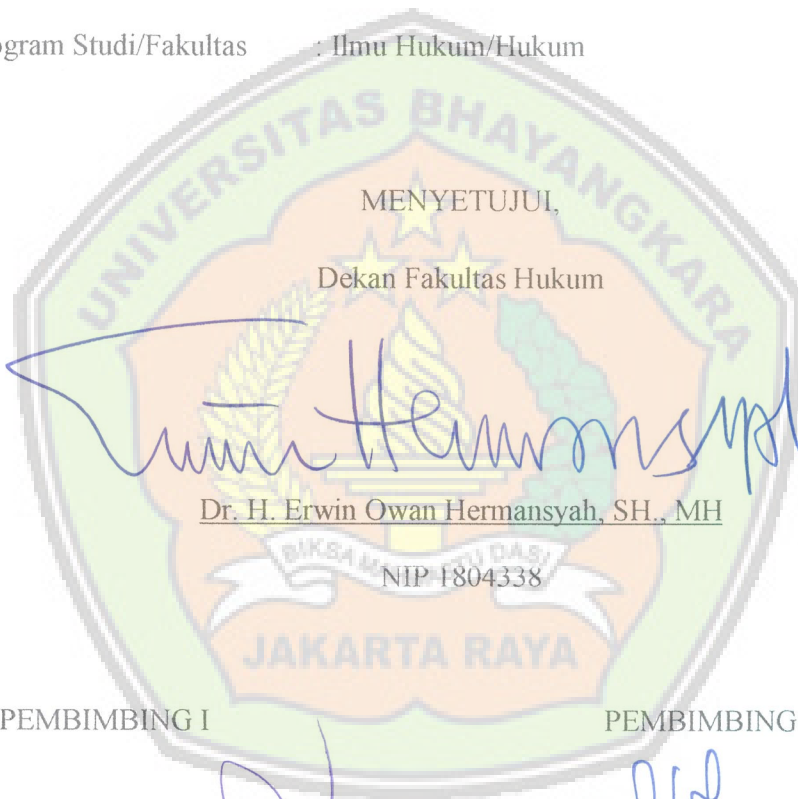 ogram Studi/Fakultas : Ilmu Hukum/Hukum
UNIVERSITAS BHAYANGKARA
MENYETUJUI,
Dekan Fakultas Hukum
Dr. H. Erwin Owan Hermansyah, SH., MH
NIP 1804338
JAKARTA RAYA
PEMBIMBING I PEMBIMBING